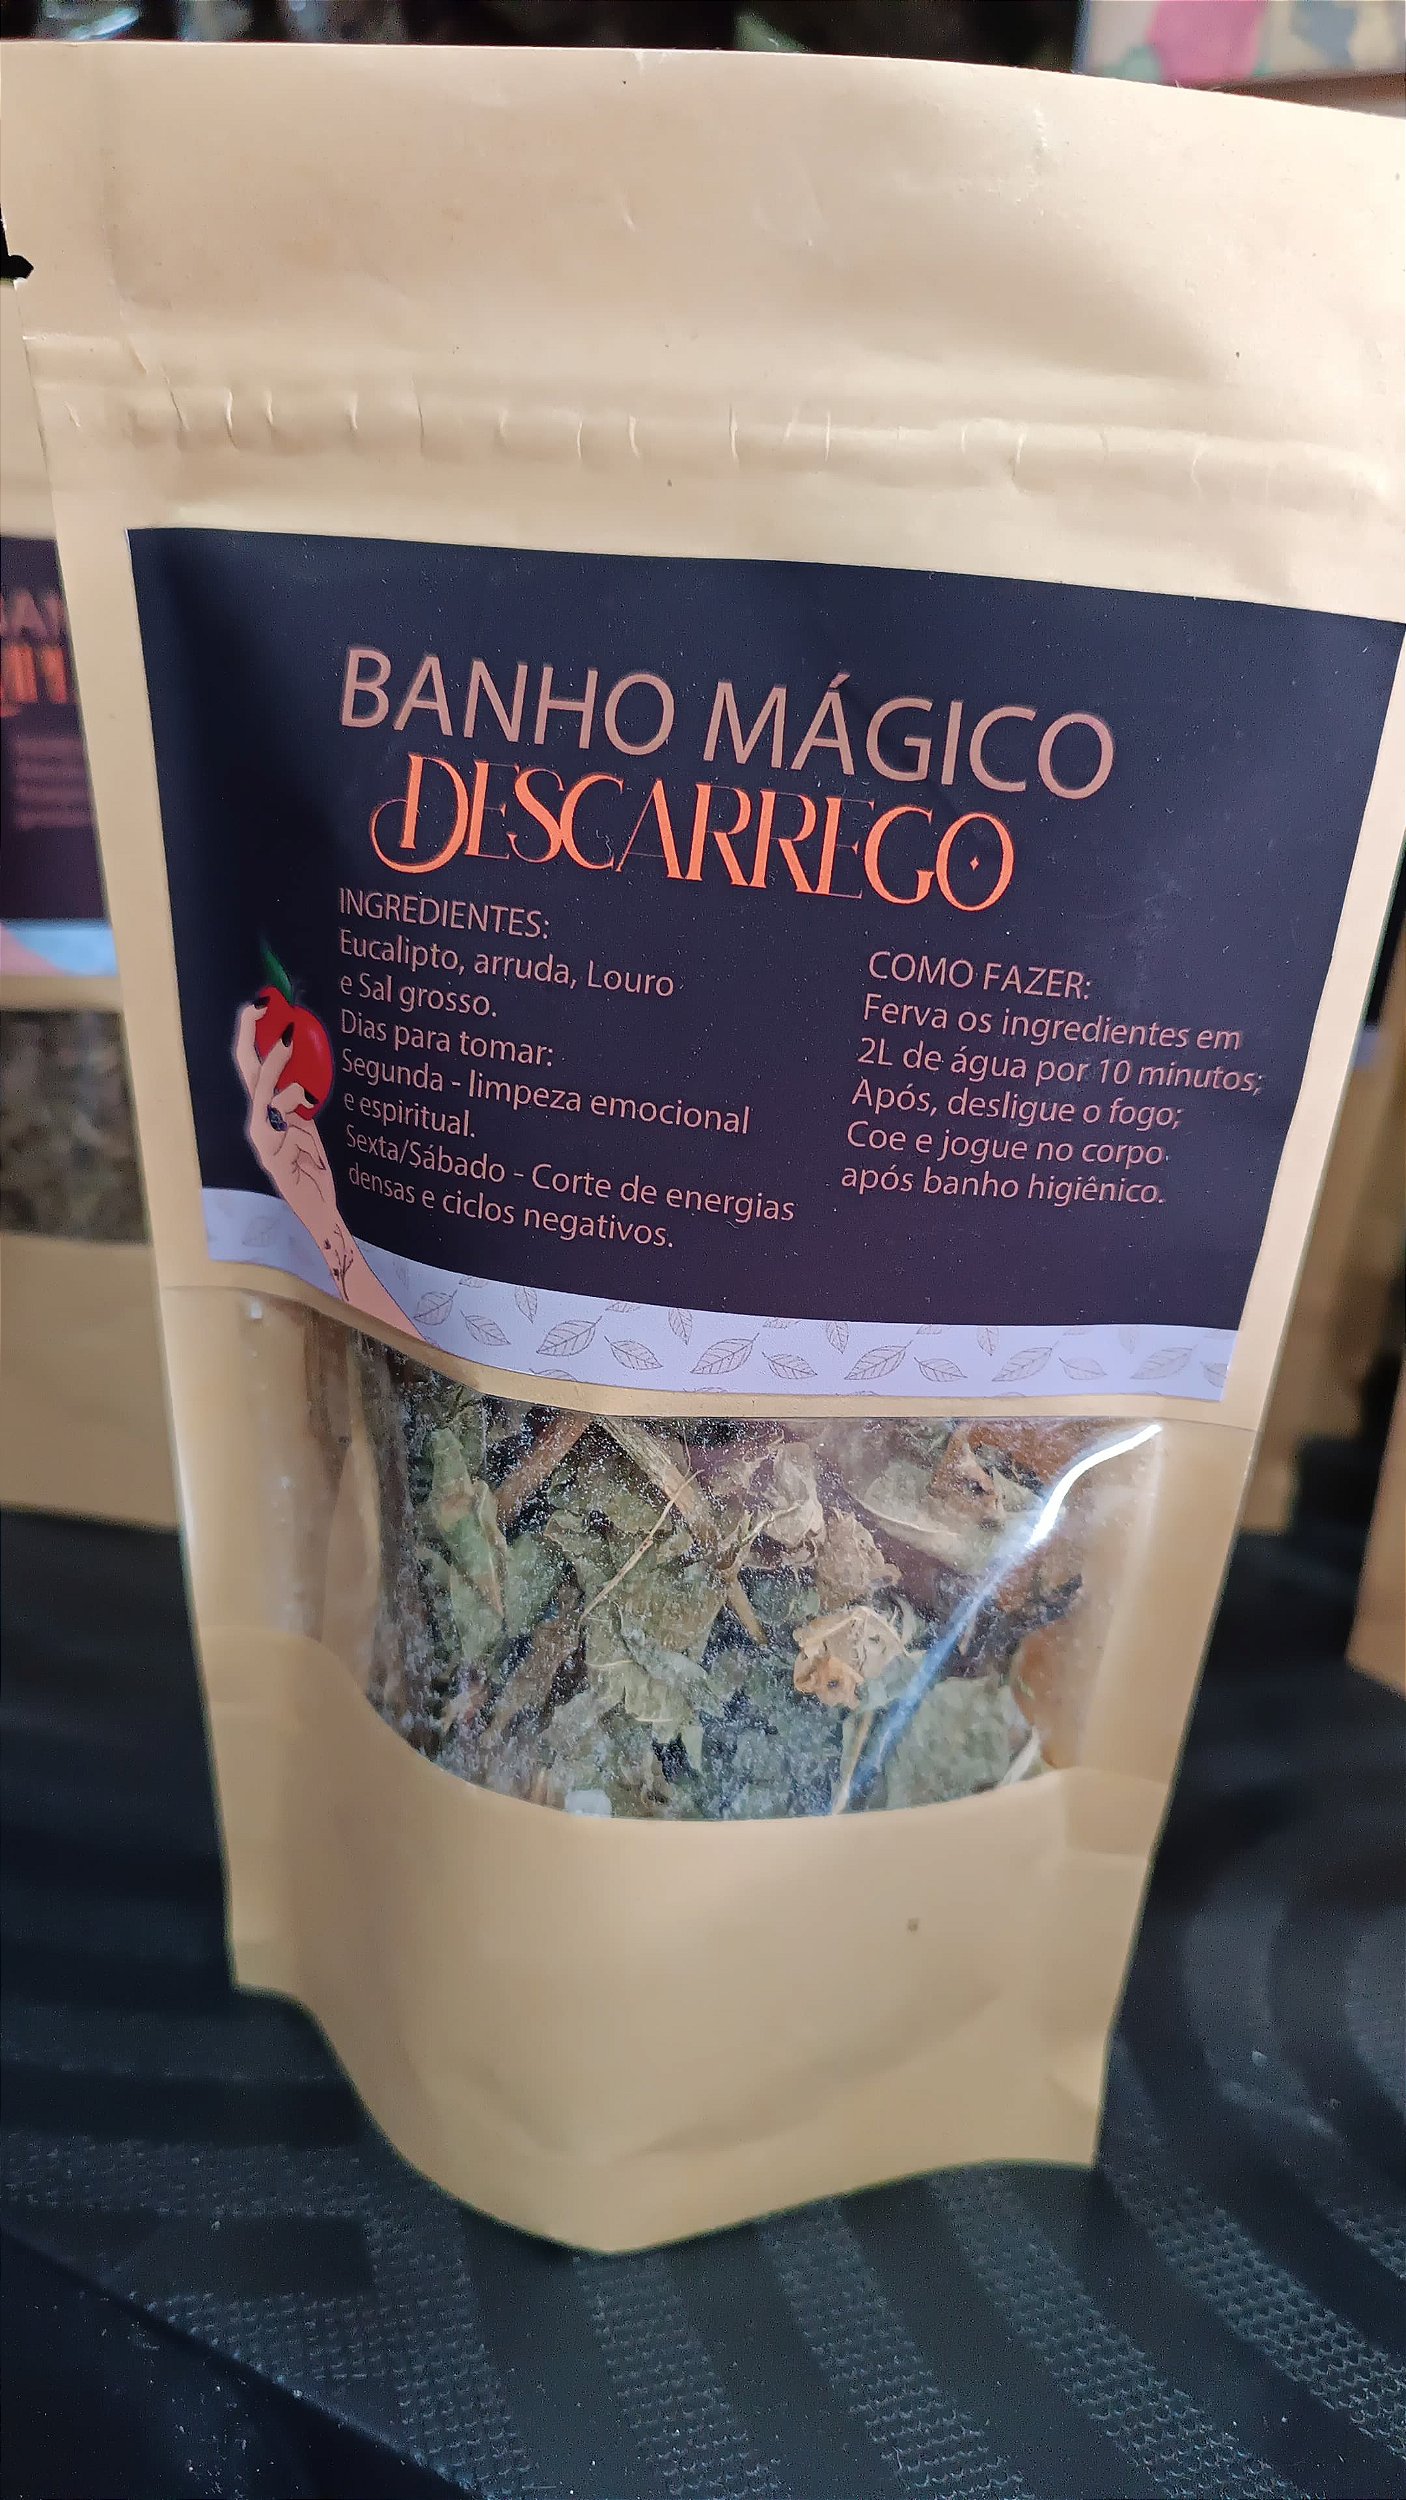 BANHO MÁGICO
DESCARREGO
INGREDIENTES:
Eucalipto, arruda, Louro
e Sal grosso.
Dias para tomar:
Segunda - limpeza emocional
e espiritual.
Sexta/Sábado - Corte de energias
densas e ciclos negativos.
COMO FAZER:
Ferva os ingredientes em
2L de água por 10 minutos;
Após, desligue o fogo;
Coe e jogue no corpo
após banho higiênico.